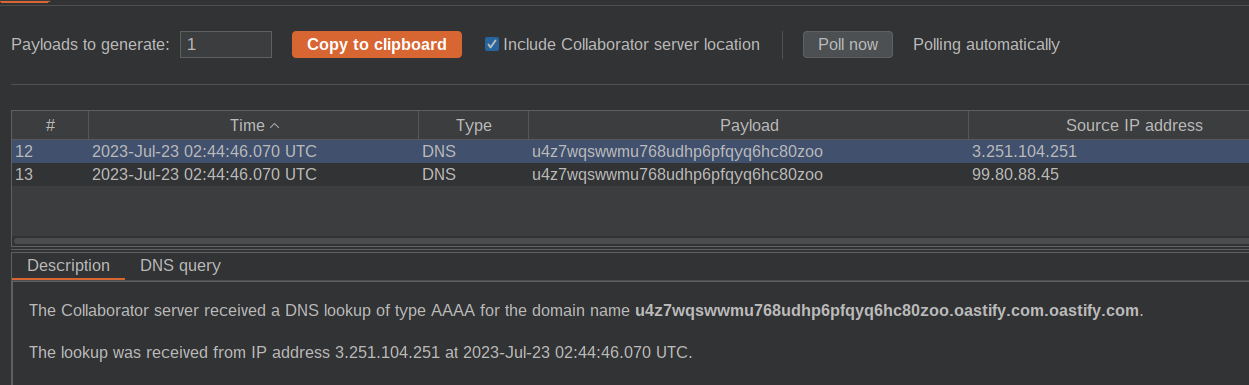 Payloads to generate: 1 Copy to clipboard Include Collaborator server location Poll now Polling automatically
# Time Type Payload Source IP address
12 2023-Jul-23 02:44:46.070 UTC DNS u4z7wqswwmu768udhp6pfqyq6hc80zoo 3.251.104.251
13 2023-Jul-23 02:44:46.070 UTC DNS u4z7wqswwmu768udhp6pfqyq6hc80zoo 99.80.88.45
Description DNS query
The Collaborator server received a DNS lookup of type AAAA for the domain name u4z7wqswwmu768udhp6pfqyq6hc80zoo.oastify.com.oastify.com.
The lookup was received from IP address 3.251.104.251 at 2023-Jul-23 02:44:46.070 UTC.